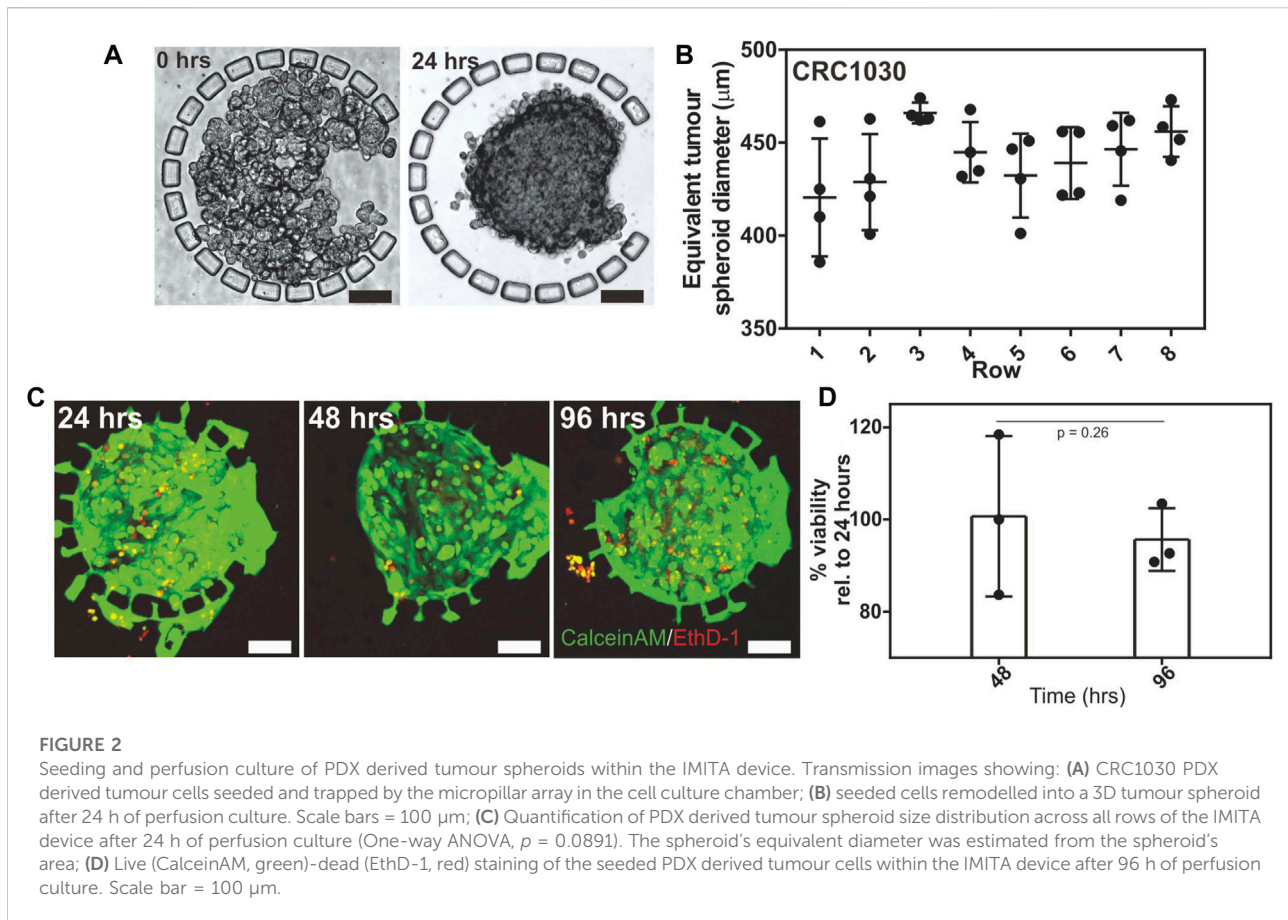 A
0 hrs
24 hrs
B
CRC1030
Equivalent tumour
spheroid diameter (μm)
500
450
400
350
1 2 3 4 5 6 7 8
Row
C
24 hrs
48 hrs
96 hrs
CalceinAM/EthD-1
D
% viability
rel. to 24 hours
120
100
80
p = 0.26
48 96
Time (hrs)
FIGURE 2
Seeding and perfusion culture of PDX derived tumour spheroids within the IMITA device. Transmission images showing: (A) CRC1030 PDX
derived tumour cells seeded and trapped by the micropillar array in the cell culture chamber; (B) seeded cells remodelled into a 3D tumour spheroid
after 24 h of perfusion culture. Scale bars = 100 μm; (C) Quantification of PDX derived tumour spheroid size distribution across all rows of the IMITA
device after 24 h of perfusion culture (One-way ANOVA, p = 0.0891). The spheroid's equivalent diameter was estimated from the spheroid's
area; (D) Live (CalceinAM, green)-dead (EthD-1, red) staining of the seeded PDX derived tumour cells within the IMITA device after 96 h of perfusion
culture. Scale bar = 100 μm.